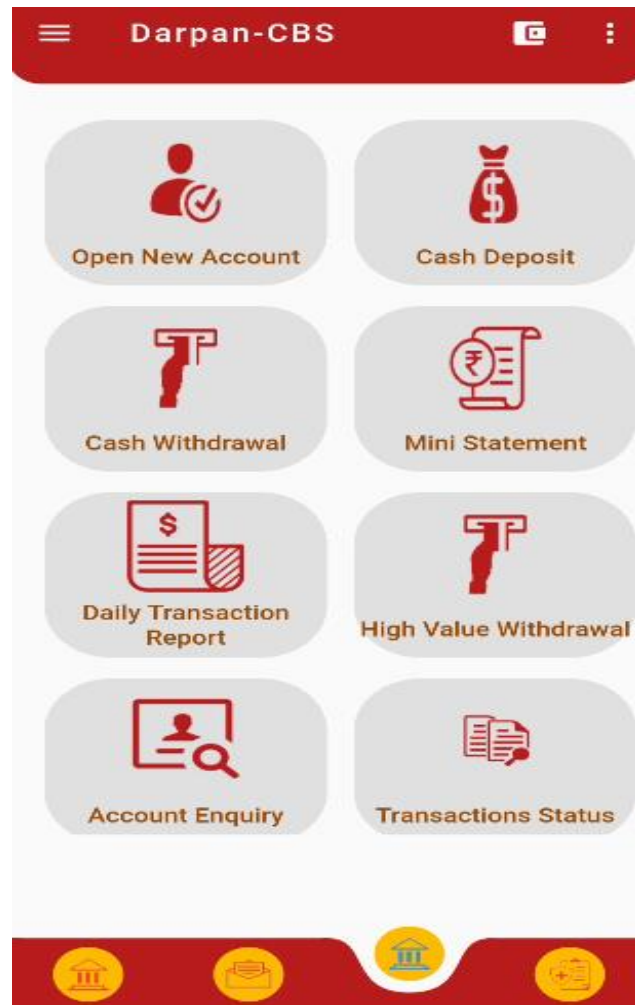 Darpan-CBS
Open New Account
Cash Deposit
Cash Withdrawal
Mini Statement
Daily Transaction
Report
High Value Withdrawal
Account Enquiry
Transactions Status